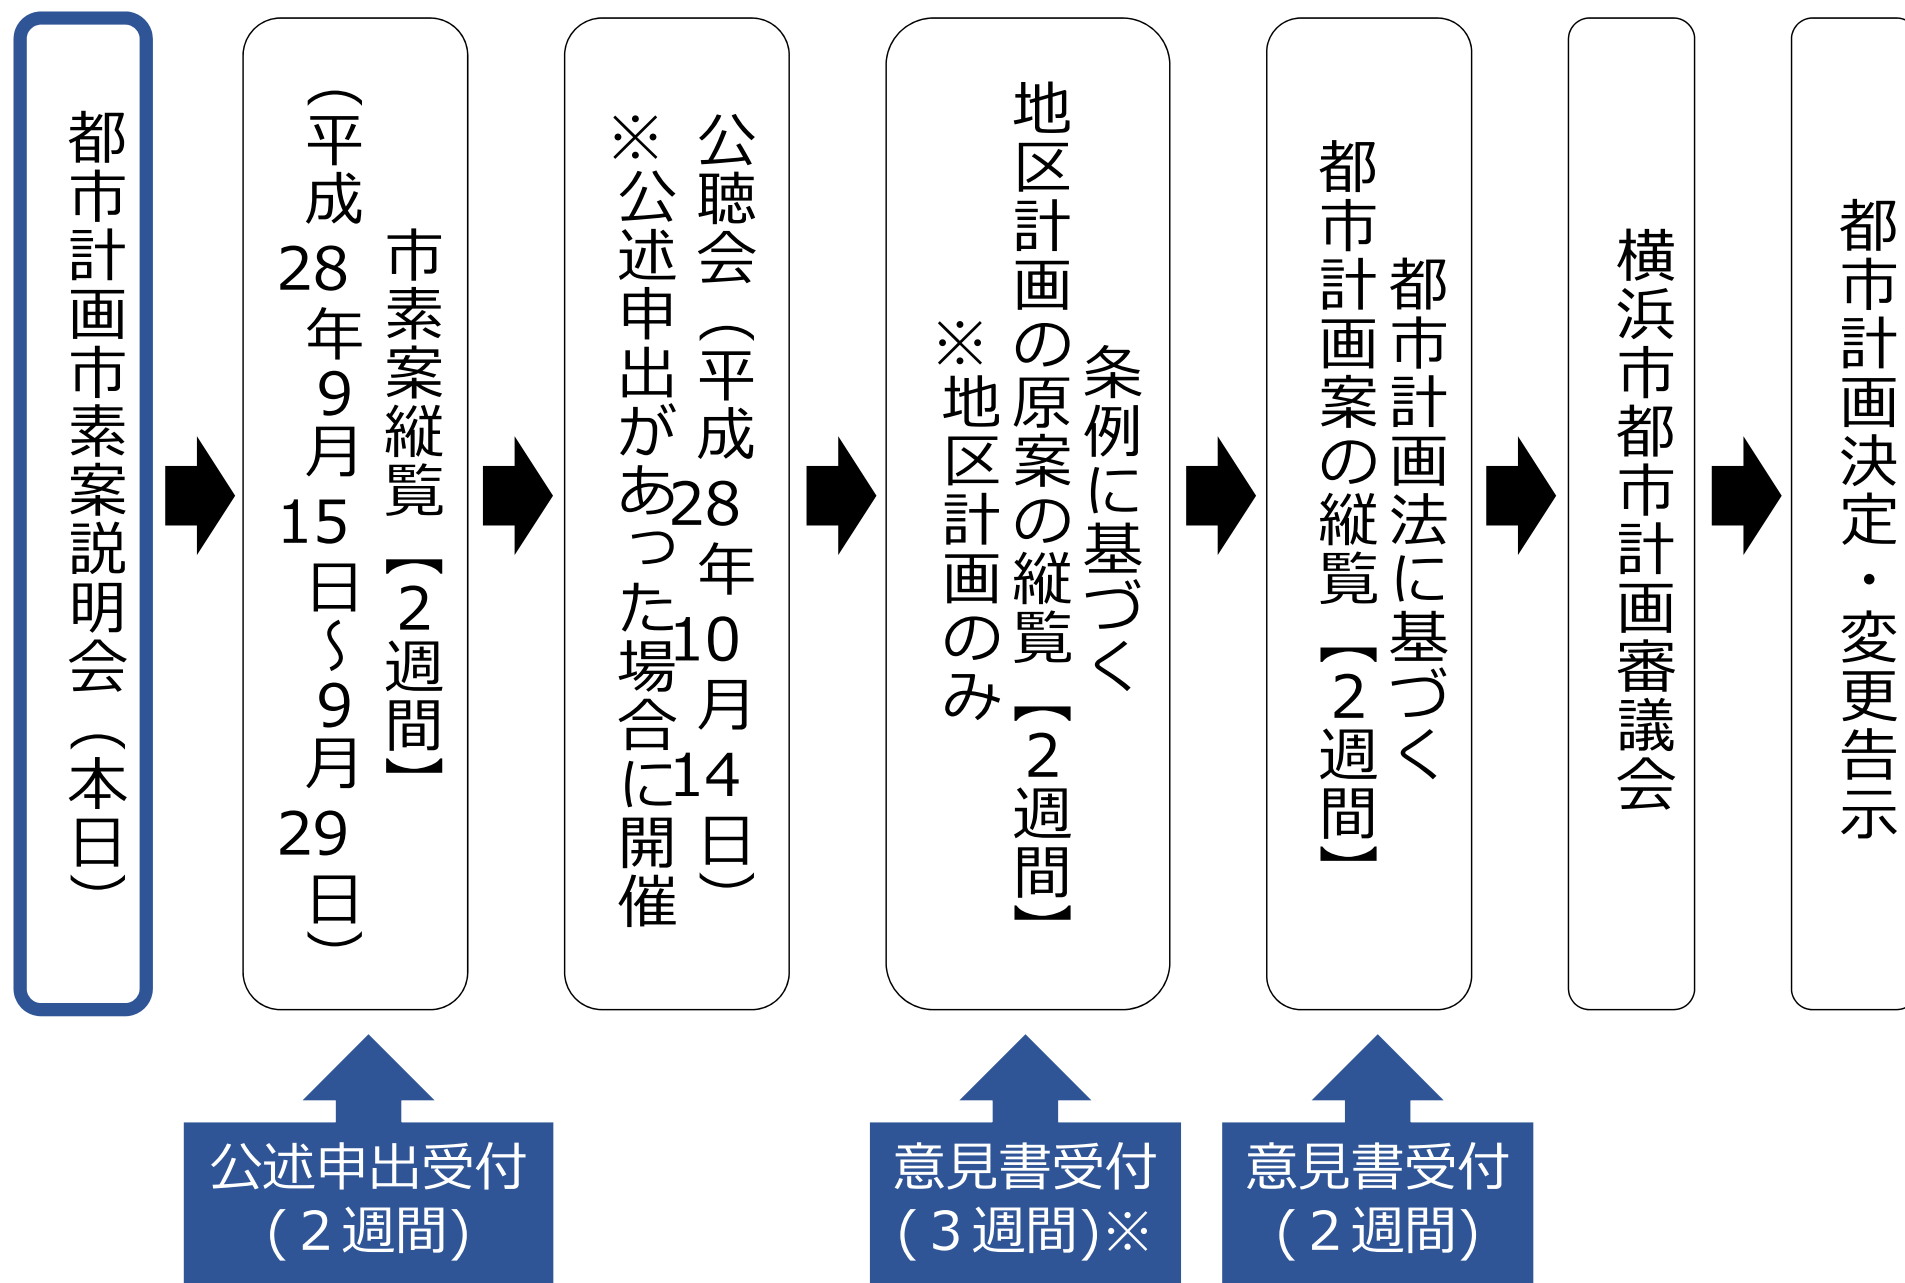 都市計画市素案説明会（本日）
市素案縦覧【２週間】
（平成28年９月15日～９月29日）
公聴会（平成28年10月14日）
※公述申出があった場合に開催
条例に基づく
地区計画の原案の縦覧【２週間】
※地区計画のみ
都市計画法に基づく
都市計画案の縦覧【２週間】
横浜市都市計画審議会
都市計画決定・変更告示
公述申出受付
(２週間)
意見書受付
(３週間)※
意見書受付
(２週間)